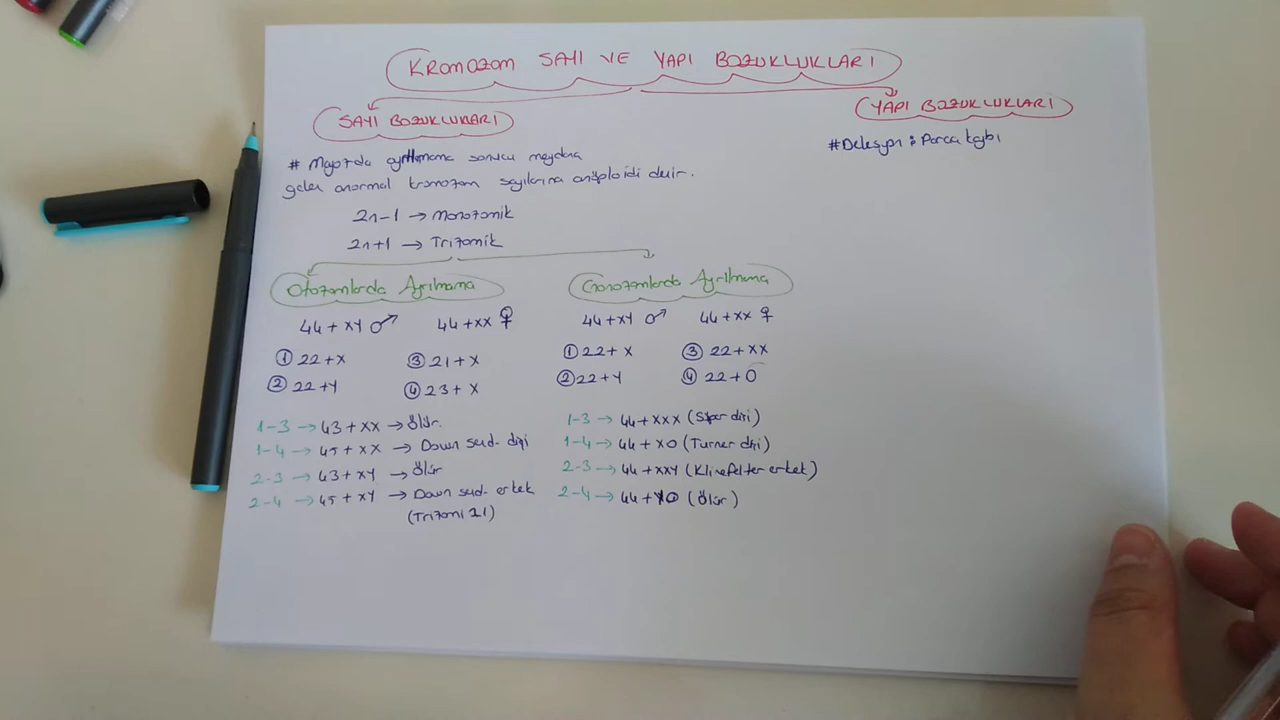 KROMOZOM SAYI VE YAPI BOZUKLUKLARI
SAYI BOZUKLUKLARI
# Mayozda ayrılmama sonucu meydana
gelen anormal kromozom sayılarına anöploidi denir.
2n-1 → Monozomik
2n+1 → Trizomik
Otozomlarda Ayrılmama
44+XY ♂ 44+XX ♀
① 22+X ③ 21+X
② 22+Y ④ 23+X
1-3 → 43+XX → Ölür.
1-4 → 45+XX → Down send. dişi
2-3 → 43+XY → Ölür
2-4 → 45+XY → Down send. erkek
(Trizomi 21)
Gonozomlarda Ayrılmama
44+XY ♂ 44+XX ♀
① 22+X ③ 22+XX
② 22+Y ④ 22+O
1-3 → 44+XXX (Süper dişi)
1-4 → 44+XO (Turner dişi)
2-3 → 44+XXY (Klinefelter erkek)
2-4 → 44+YO (Ölür)
YAPI BOZUKLUKLARI
#Delesyon : Parça kaybı